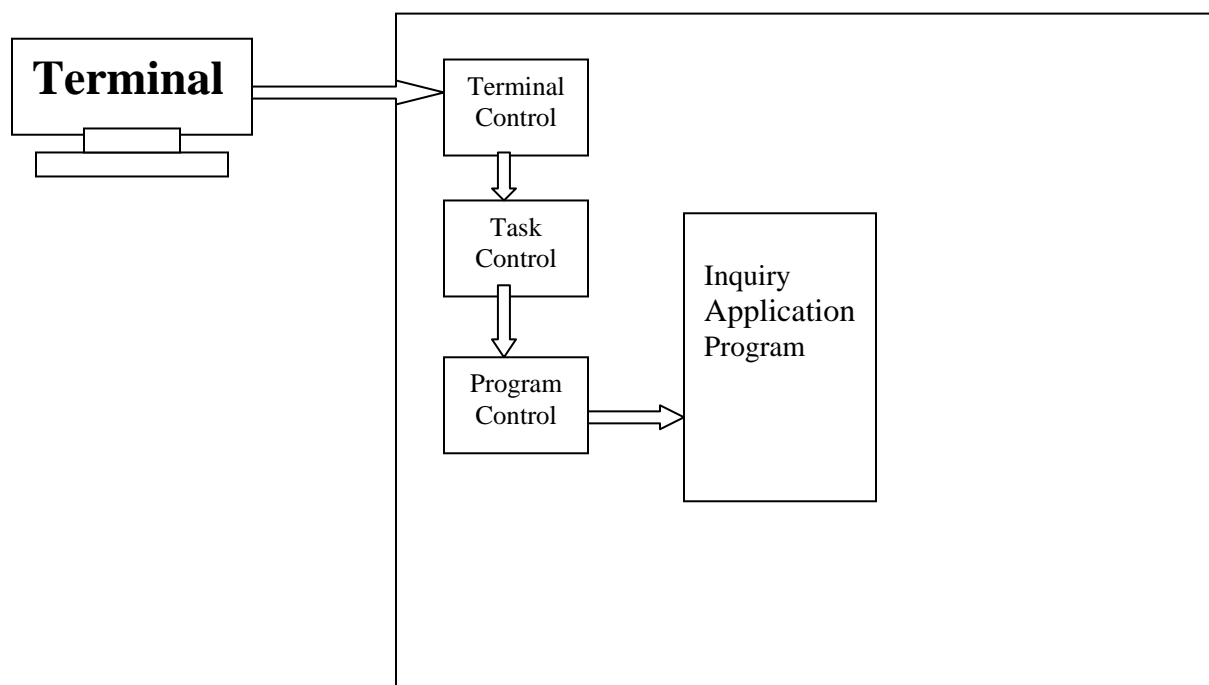 Terminal
Terminal
Control
Task
Control
Program
Control
Inquiry
Application
Program